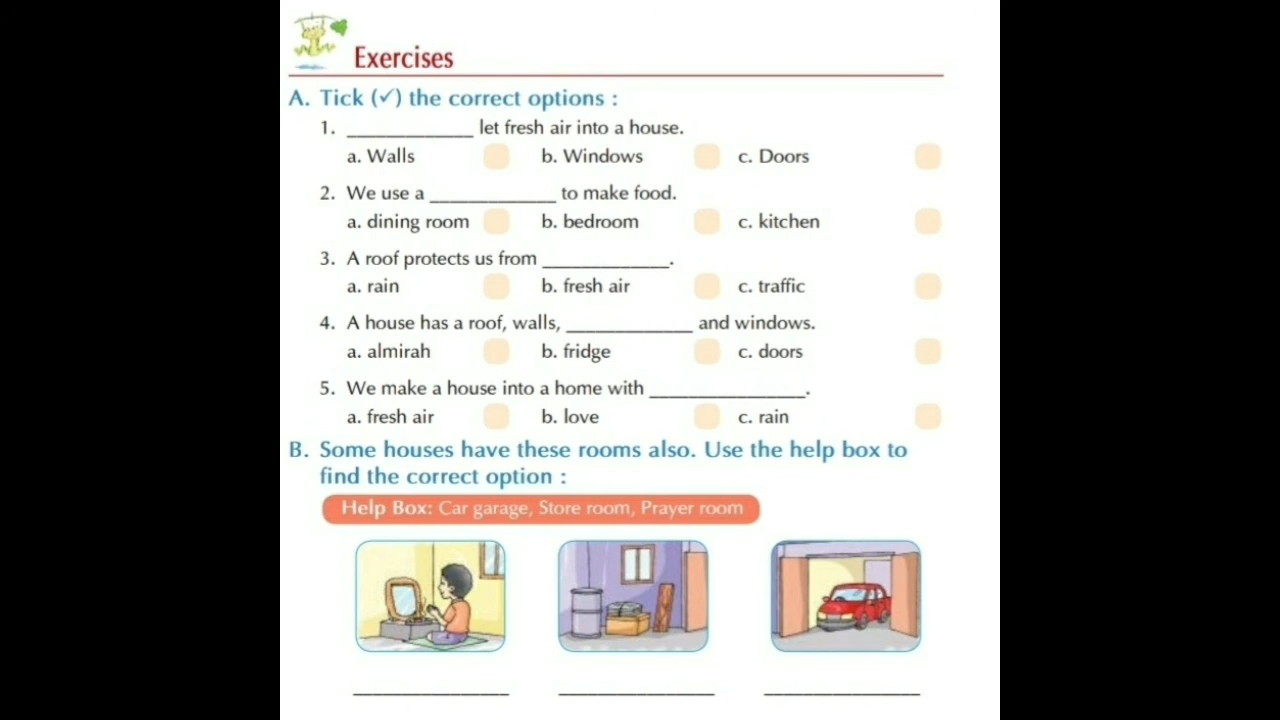 Exercises
A. Tick (✓) the correct options :
1. ____________ let fresh air into a house.
a. Walls b. Windows c. Doors
2. We use a ____________ to make food.
a. dining room b. bedroom c. kitchen
3. A roof protects us from ____________.
a. rain b. fresh air c. traffic
4. A house has a roof, walls, ____________ and windows.
a. almirah b. fridge c. doors
5. We make a house into a home with _______________.
a. fresh air b. love c. rain
B. Some houses have these rooms also. Use the help box to
find the correct option :
Help Box: Car garage, Store room, Prayer room
_______________ _______________ _______________